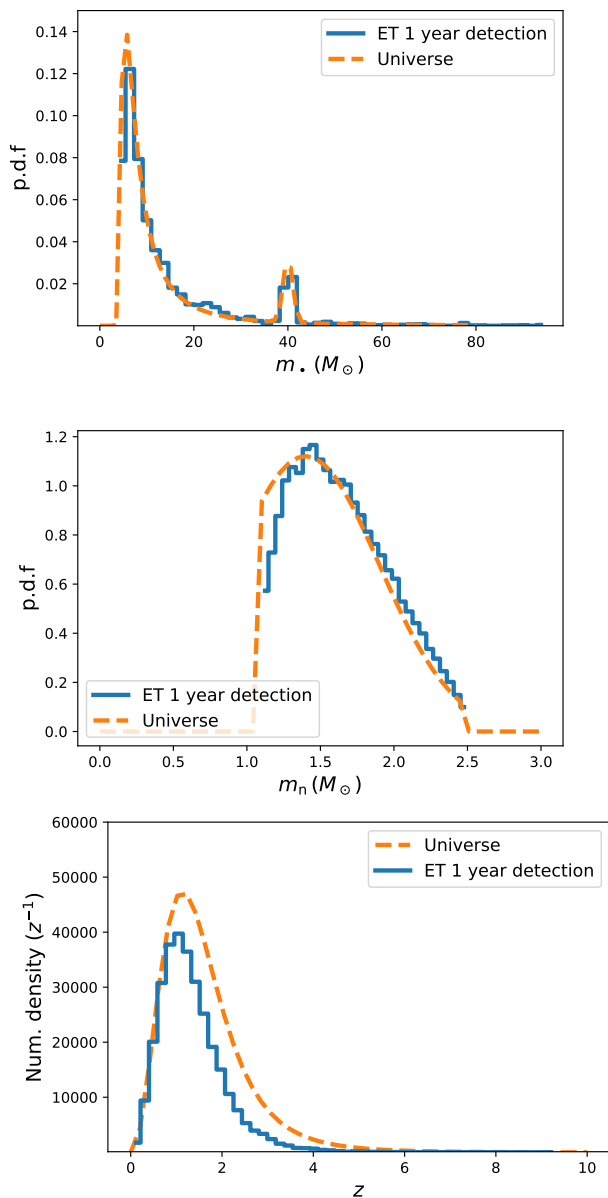 0.14
0.12
0.10
0.08
0.06
0.04
0.02
p.d.f
ET 1 year detection
Universe
0 20 40 60 80
m• (M⊙)
1.2
1.0
0.8
0.6
0.4
0.2
0.0
p.d.f
ET 1 year detection
Universe
0.0 0.5 1.0 1.5 2.0 2.5 3.0
mₙ (M⊙)
60000
50000
40000
30000
20000
10000
Num. density (z⁻¹)
Universe
ET 1 year detection
0 2 4 6 8 10
z